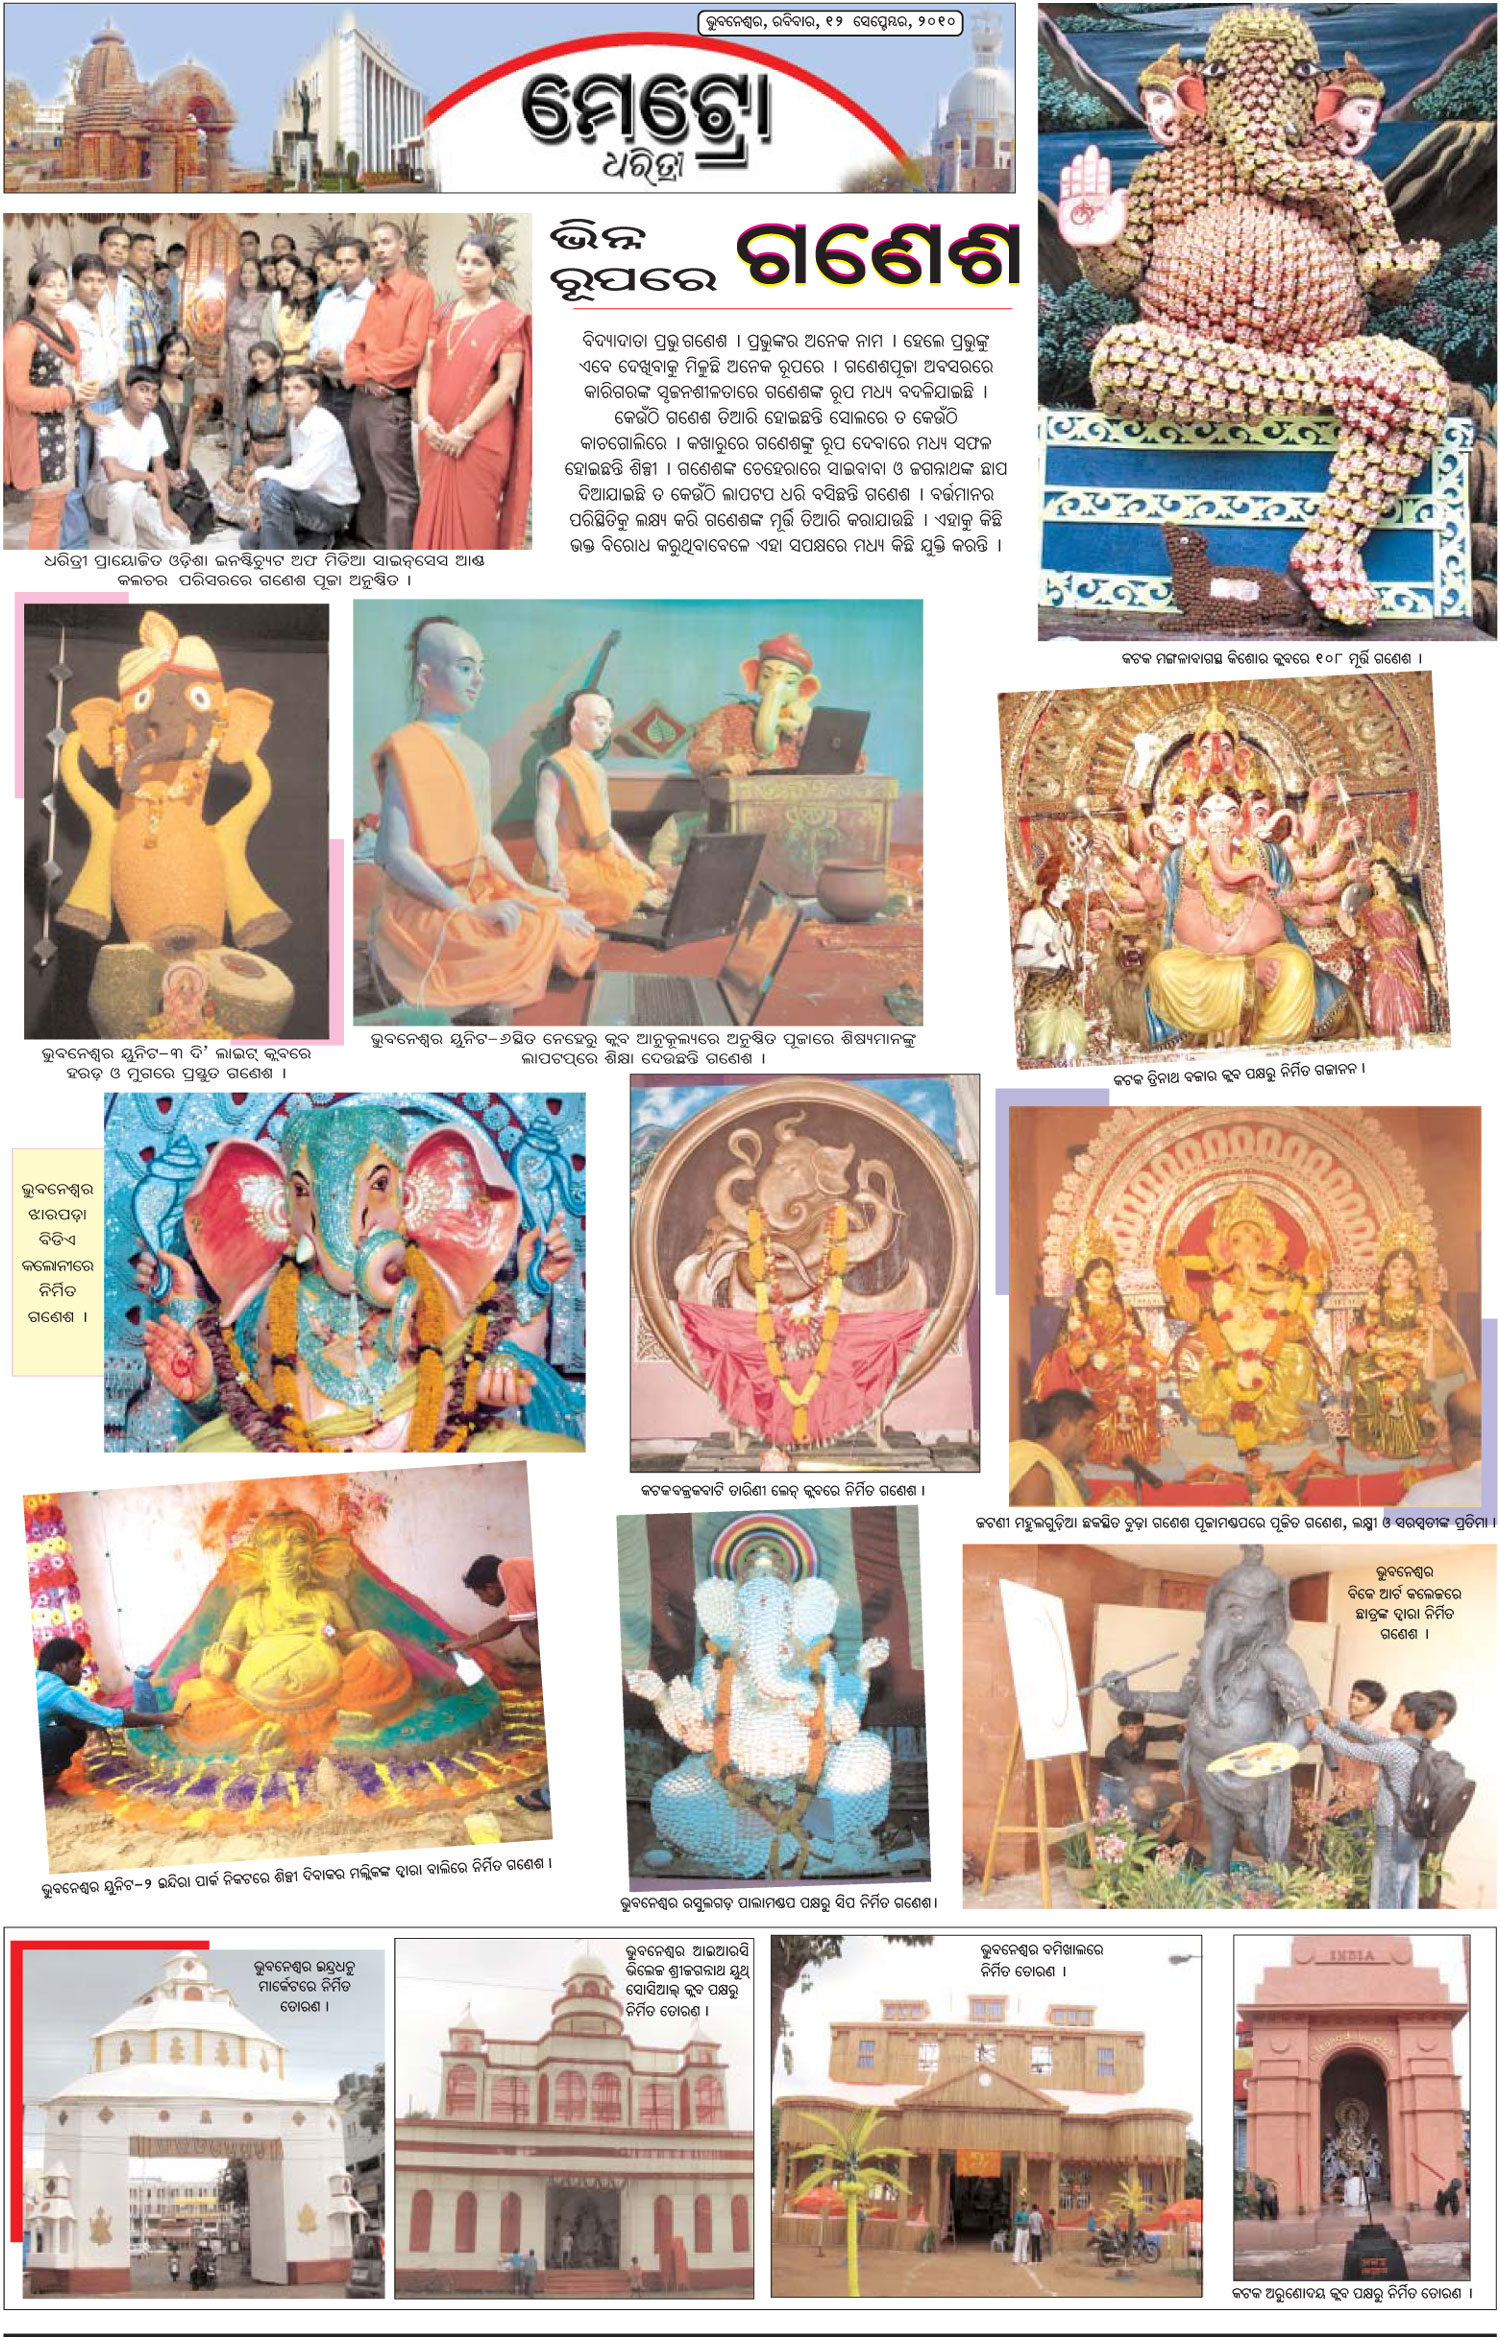 ଭୁବନେଶ୍ୱର, ରବିବାର, ୧୨ ସେପ୍ଟେମ୍ବର, ୨୦୧୦
ମେଟ୍ରୋ
ଧରିତ୍ରୀ
ଭିନ୍ନ
ରୂପରେ
ଗଣେଶ
ବିଦ୍ୟାଦାତା ପ୍ରଭୁ ଗଣେଶ । ପ୍ରଭୁଙ୍କର ଅନେକ ନାମ । ହେଲେ ପ୍ରଭୁଙ୍କୁ
ଏବେ ଦେଖିବାକୁ ମିଳୁଛି ଅନେକ ରୂପରେ । ଗଣେଶପୂଜା ଅବସରରେ
କାରିଗରଙ୍କ ସୃଜନଶୀଳତାରେ ଗଣେଶଙ୍କ ରୂପ ମଧ୍ୟ ବଦଳିଯାଇଛି ।
କେଉଁଠି ଗଣେଶ ତିଆରି ହୋଇଛନ୍ତି ସୋଲରେ ତ କେଉଁଠି
କାଚଗୋଲିରେ । କଖାରୁରେ ଗଣେଶଙ୍କୁ ରୂପ ଦେବାରେ ମଧ୍ୟ ସଫଳ
ହୋଇଛନ୍ତି ଶିଳ୍ପୀ । ଗଣେଶଙ୍କ ଚେହେରାରେ ସାଇବାବା ଓ ଜଗନ୍ନାଥଙ୍କ ଛାପ
ଦିଆଯାଇଛି ତ କେଉଁଠି ଲାପଟପ ଧରି ବସିଛନ୍ତି ଗଣେଶ । ବର୍ତ୍ତମାନର
ପରିସ୍ଥିତିକୁ ଲକ୍ଷ୍ୟ କରି ଗଣେଶଙ୍କ ମୂର୍ତ୍ତି ତିଆରି କରାଯାଉଛି । ଏହାକୁ କିଛି
ଭକ୍ତ ବିରୋଧ କରୁଥିବାବେଳେ ଏହା ସପକ୍ଷରେ ମଧ୍ୟ କିଛି ଯୁକ୍ତି କରନ୍ତି ।
ଧରିତ୍ରୀ ପ୍ରାୟୋଜିତ ଓଡ଼ିଶା ଇନଷ୍ଟିଚ୍ୟୁଟ ଅଫ ମିଡିଆ ସାଇନ୍‌ସେସ ଆଣ୍ଡ
କଲଚର ପରିସରରେ ଗଣେଶ ପୂଜା ଅନୁଷ୍ଠିତ ।
କଟକ ମଙ୍ଗଳାବାଗସ୍ଥ କିଶୋର କ୍ଲବରେ ୧୦୮ ମୂର୍ତ୍ତି ଗଣେଶ ।
ଭୁବନେଶ୍ୱର ୟୁନିଟ-୩ ଦି' ଲାଇଟ୍ କ୍ଲବରେ
ହରଡ଼ ଓ ମୁଗରେ ପ୍ରସ୍ତୁତ ଗଣେଶ ।
ଭୁବନେଶ୍ୱର ୟୁନିଟ-୬ସ୍ଥିତ ନେହେରୁ କ୍ଲବ ଆନୁକୂଲ୍ୟରେ ଅନୁଷ୍ଠିତ ପୂଜାରେ ଶିଷ୍ୟମାନଙ୍କୁ
ଲାପଟପ୍‌ରେ ଶିକ୍ଷା ଦେଉଛନ୍ତି ଗଣେଶ ।
କଟକ ତ୍ରିନାଥ ବଜାର କ୍ଲବ ପକ୍ଷରୁ ନିର୍ମିତ ଗଜାନନ ।
ଭୁବନେଶ୍ୱର
ଝାରପଡ଼ା
ବିଡିଏ
କଲୋନୀରେ
ନିର୍ମିତ
ଗଣେଶ ।
କଟକ ବଜ୍ରକବାଟି ତାରିଣୀ ଲେନ୍ କ୍ଲବରେ ନିର୍ମିତ ଗଣେଶ ।
ଜଟଣୀ ମହୁଲଗୁଡ଼ିଆ ଛକସ୍ଥିତ ବୁଢ଼ା ଗଣେଶ ପୂଜାମଣ୍ଡପରେ ପୂଜିତ ଗଣେଶ, ଲକ୍ଷ୍ମୀ ଓ ସରସ୍ୱତୀଙ୍କ ପ୍ରତିମା ।
ଭୁବନେଶ୍ୱର
ବିକେ ଆର୍ଟ କଲେଜରେ
ଛାତ୍ରଙ୍କ ଦ୍ୱାରା ନିର୍ମିତ
ଗଣେଶ ।
ଭୁବନେଶ୍ୱର ୟୁନିଟ-୨ ଇନ୍ଦିରା ପାର୍କ ନିକଟରେ ଶିଳ୍ପୀ ଦିବାକର ମଲ୍ଲିକଙ୍କ ଦ୍ୱାରା ବାଲିରେ ନିର୍ମିତ ଗଣେଶ ।
ଭୁବନେଶ୍ୱର ରସୁଲଗଡ଼ ପାଲାମଣ୍ଡପ ପକ୍ଷରୁ ସିପ ନିର୍ମିତ ଗଣେଶ ।
ଭୁବନେଶ୍ୱର ଇନ୍ଦ୍ରଧନୁ
ମାର୍କେଟରେ ନିର୍ମିତ
ତୋରଣ ।
ଭୁବନେଶ୍ୱର ଆଇଆରସି
ଭିଲେଜ ଶ୍ରୀଜଗନ୍ନାଥ ୟୁଥ୍
ସୋସିଆଲ୍ କ୍ଲବ ପକ୍ଷରୁ
ନିର୍ମିତ ତୋରଣ ।
ଭୁବନେଶ୍ୱର ବମିଖାଲରେ
ନିର୍ମିତ ତୋରଣ ।
INDIA
କଟକ ଅରୁଣୋଦୟ କ୍ଲବ ପକ୍ଷରୁ ନିର୍ମିତ ତୋରଣ ।